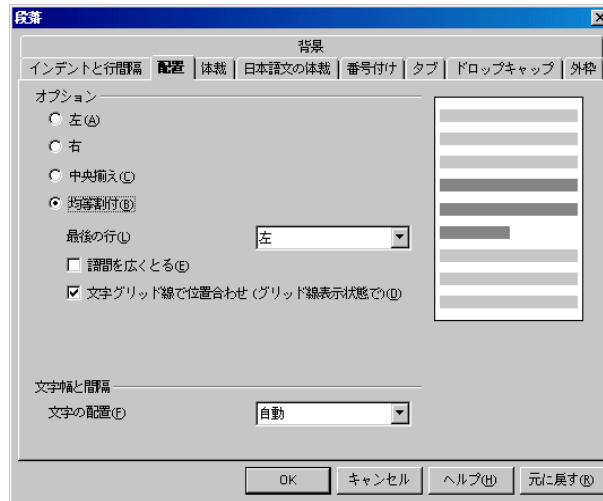 段落
背景
インデントと行間隔 配置 体裁 日本語文の体裁 番号付け タブ ドロップキャップ 外枠
オプション
左(A)
右
中央揃え(C)
均等割付(B)
最後の行(L) 左
語間を広くとる(E)
文字グリッド線で位置合わせ(グリッド線表示状態で)(D)
文字幅と間隔
文字の配置(F) 自動
OK キャンセル ヘルプ(H) 元に戻す(R)